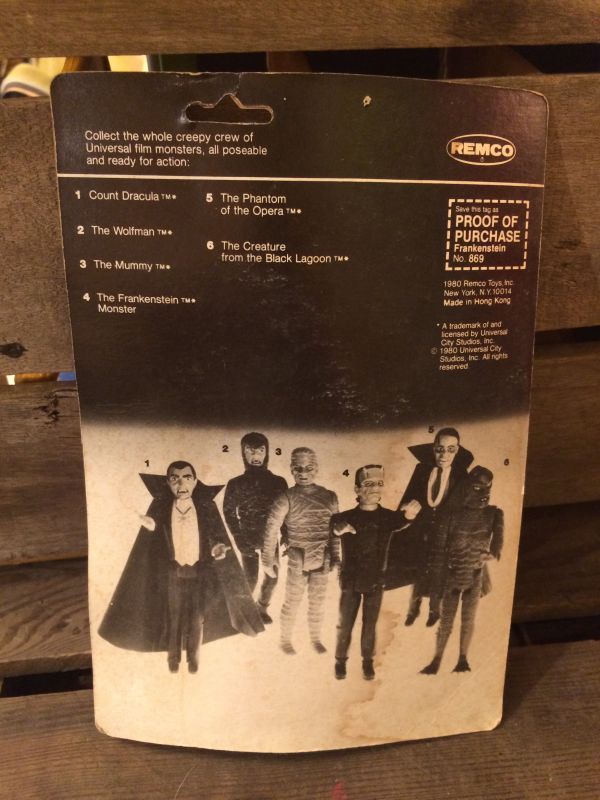 Collect the whole creepy crew of
Universal film monsters, all poseable
and ready for action:
REMCO
1 Count Dracula TM*
2 The Wolfman TM*
3 The Mummy TM*
4 The Frankenstein TM*
Monster
5 The Phantom
of the Opera TM*
6 The Creature
from the Black Lagoon TM*
Save this tag as
PROOF OF
PURCHASE
Frankenstein
No. 869
1980 Remco Toys, Inc.
New York, N.Y. 10014
Made in Hong Kong
* A trademark of and
licensed by Universal
City Studios, Inc.
© 1980 Universal City
Studios, Inc. All rights
reserved
1
2
3
4
5
6